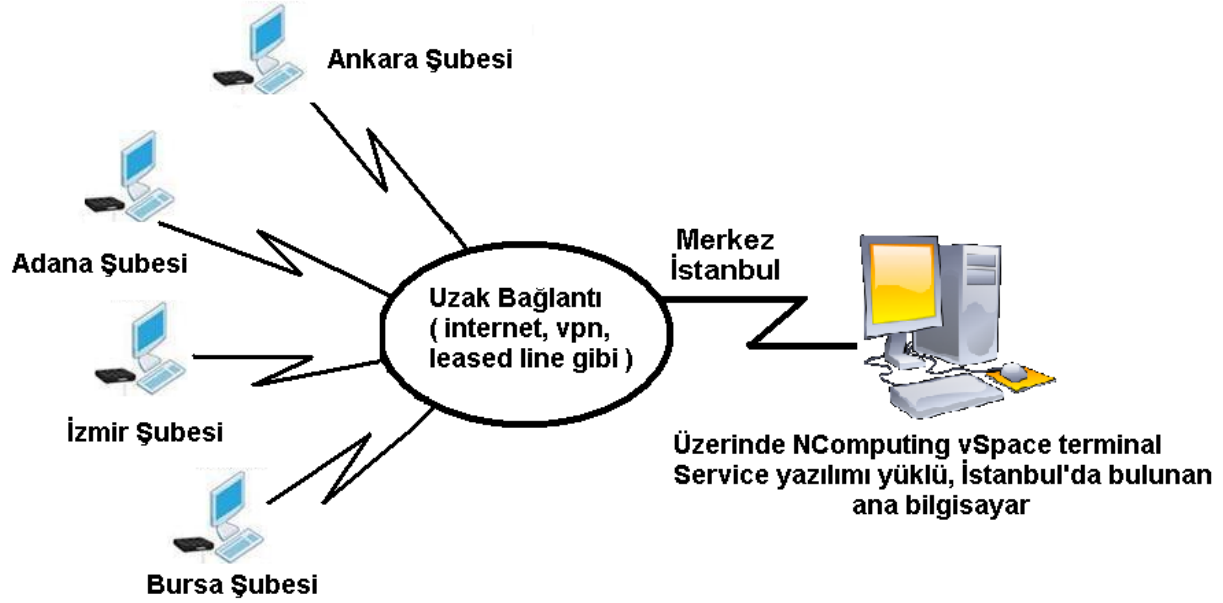 Ankara Şubesi
Adana Şubesi
İzmir Şubesi
Bursa Şubesi
Uzak Bağlantı
( internet, vpn,
leased line gibi )
Merkez
İstanbul
Üzerinde NComputing vSpace terminal
Service yazılımı yüklü, İstanbul'da bulunan
ana bilgisayar